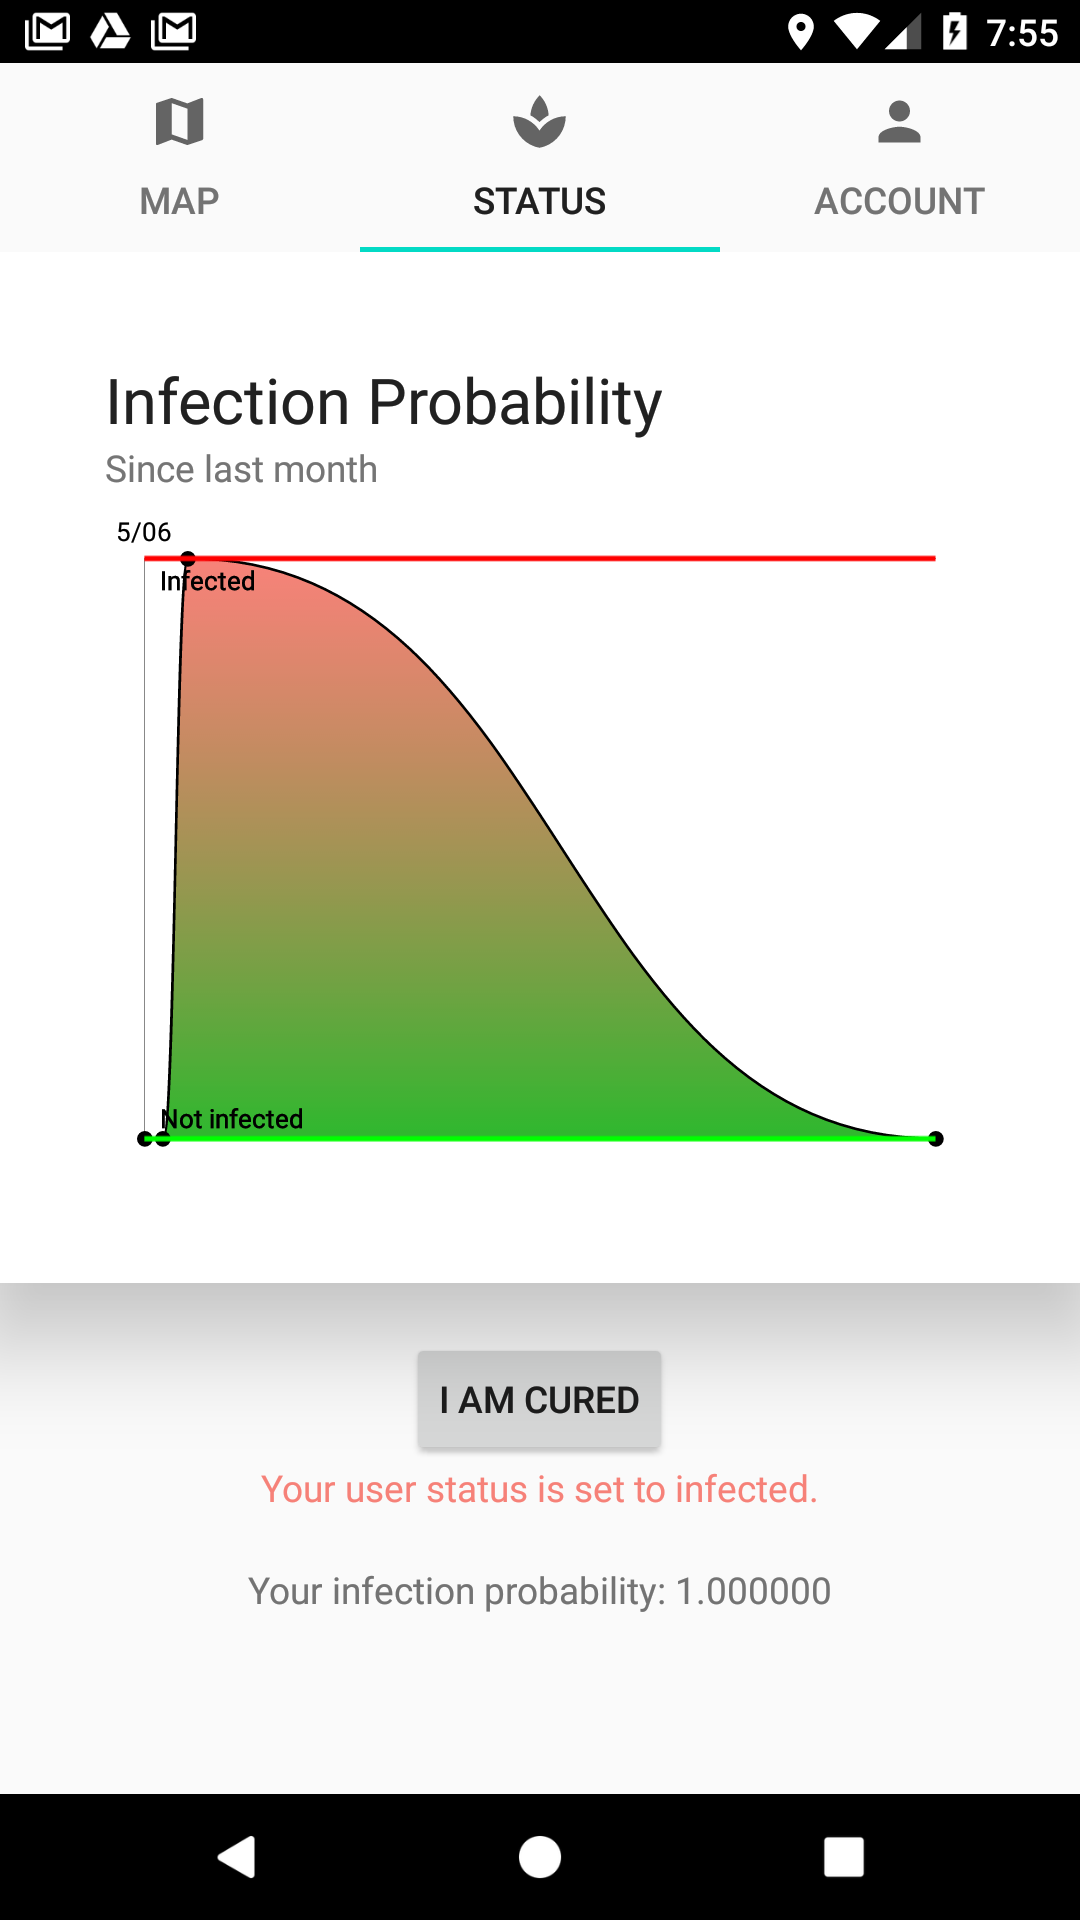 7:55
MAP STATUS ACCOUNT
Infection Probability
Since last month
5/06
Infected
Not infected
I AM CURED
Your user status is set to infected.
Your infection probability: 1.000000